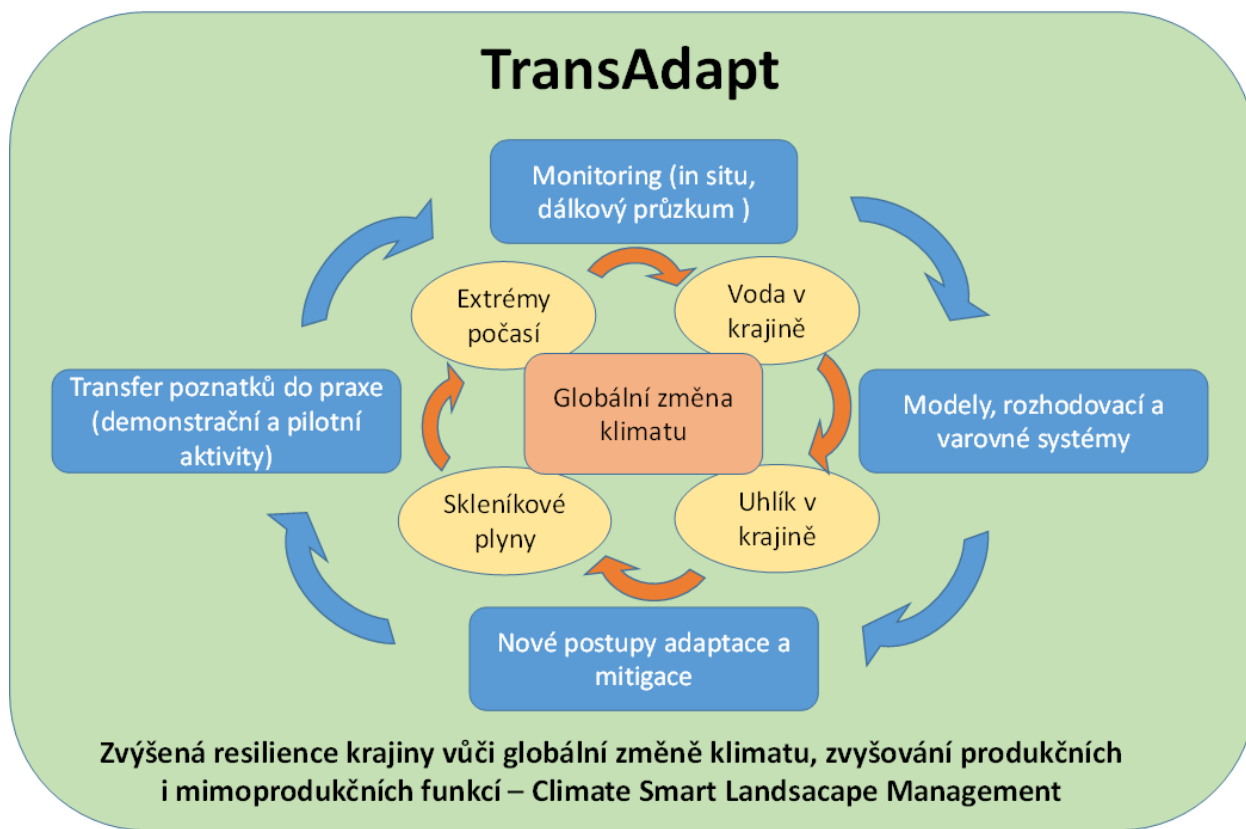 TransAdapt
Monitoring (in situ,
dálkový průzkum )
Extrémy
počasí
Voda v
krajině
Transfer poznatků do praxe
(demonstrační a pilotní
aktivity)
Globální změna
klimatu
Modely, rozhodovací a
varovné systémy
Skleníkové
plyny
Uhlík v
krajině
Nové postupy adaptace a
mitigace
Zvýšená resilience krajiny vůči globální změně klimatu, zvyšování produkčních
i mimoprodukčních funkcí – Climate Smart Landsacape Management